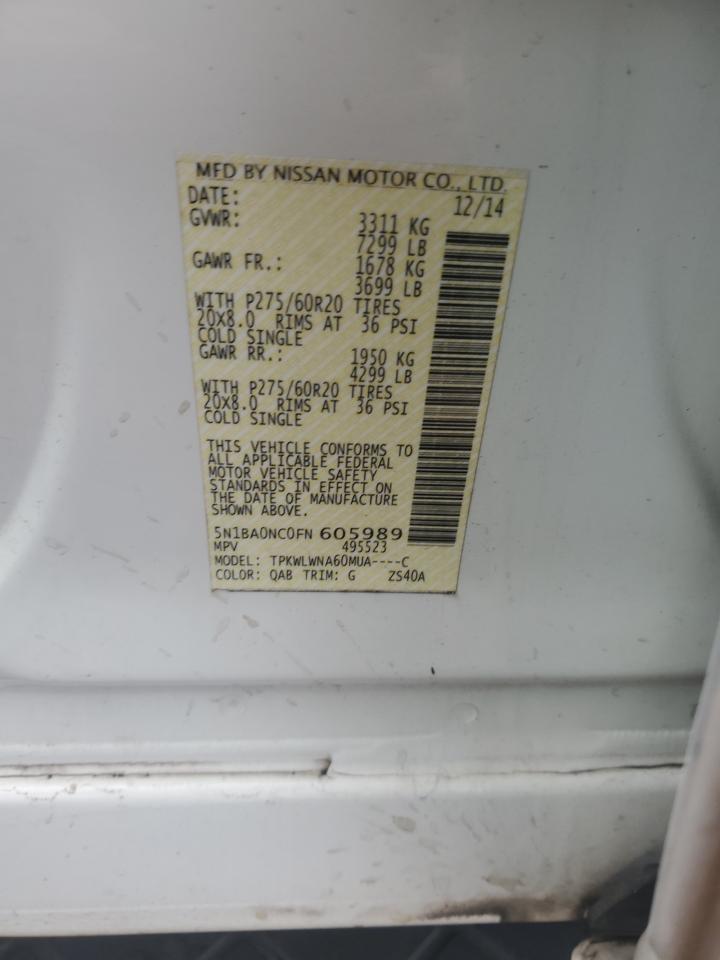 MFD BY NISSAN MOTOR CO., LTD.
DATE: 12/14
GVWR: 3311 KG
7299 LB
GAWR FR.: 1678 KG
3699 LB
WITH P275/60R20 TIRES
20X8.0 RIMS AT 36 PSI
COLD SINGLE
GAWR RR.: 1950 KG
4299 LB
WITH P275/60R20 TIRES
20X8.0 RIMS AT 36 PSI
COLD SINGLE
THIS VEHICLE CONFORMS TO
ALL APPLICABLE FEDERAL
MOTOR VEHICLE SAFETY
STANDARDS IN EFFECT ON
THE DATE OF MANUFACTURE
SHOWN ABOVE.
5N1BA0NC0FN 605989
MPV 495523
MODEL: TPKWLWNA60MUA----C
COLOR: QAB TRIM: G ZS40A